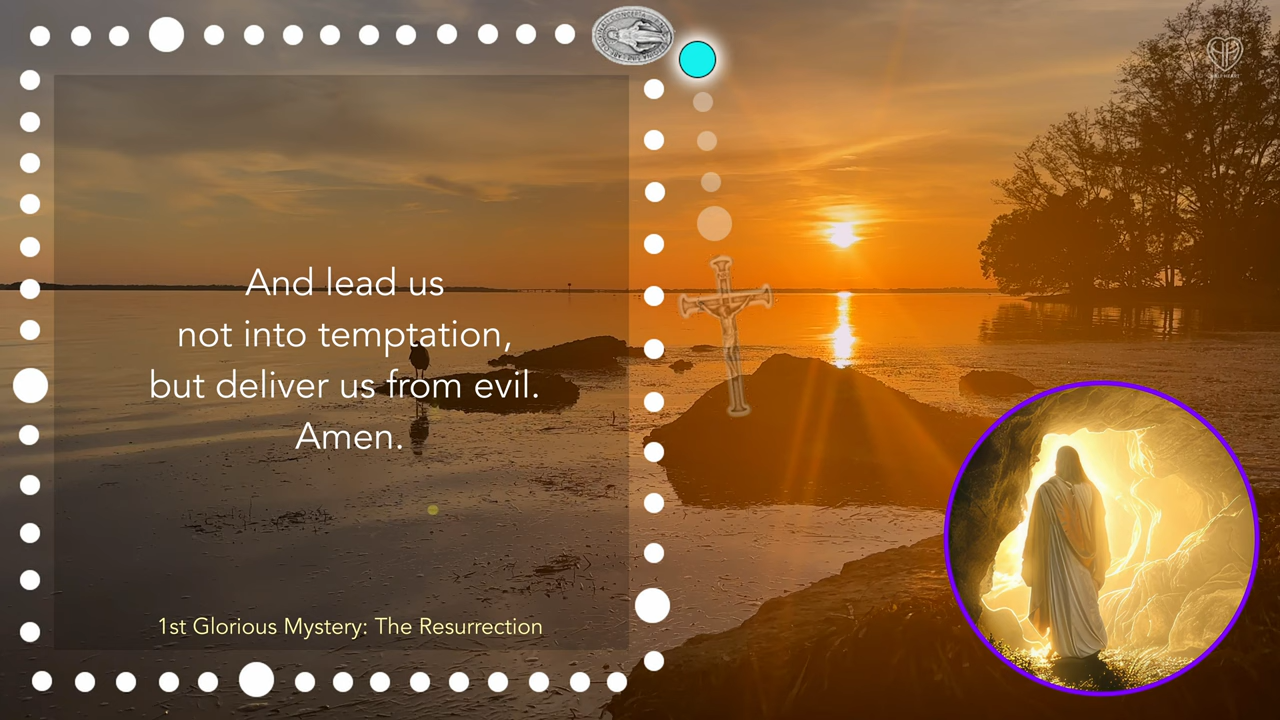 And lead us
not into temptation,
but deliver us from evil.
Amen.
1st Glorious Mystery: The Resurrection